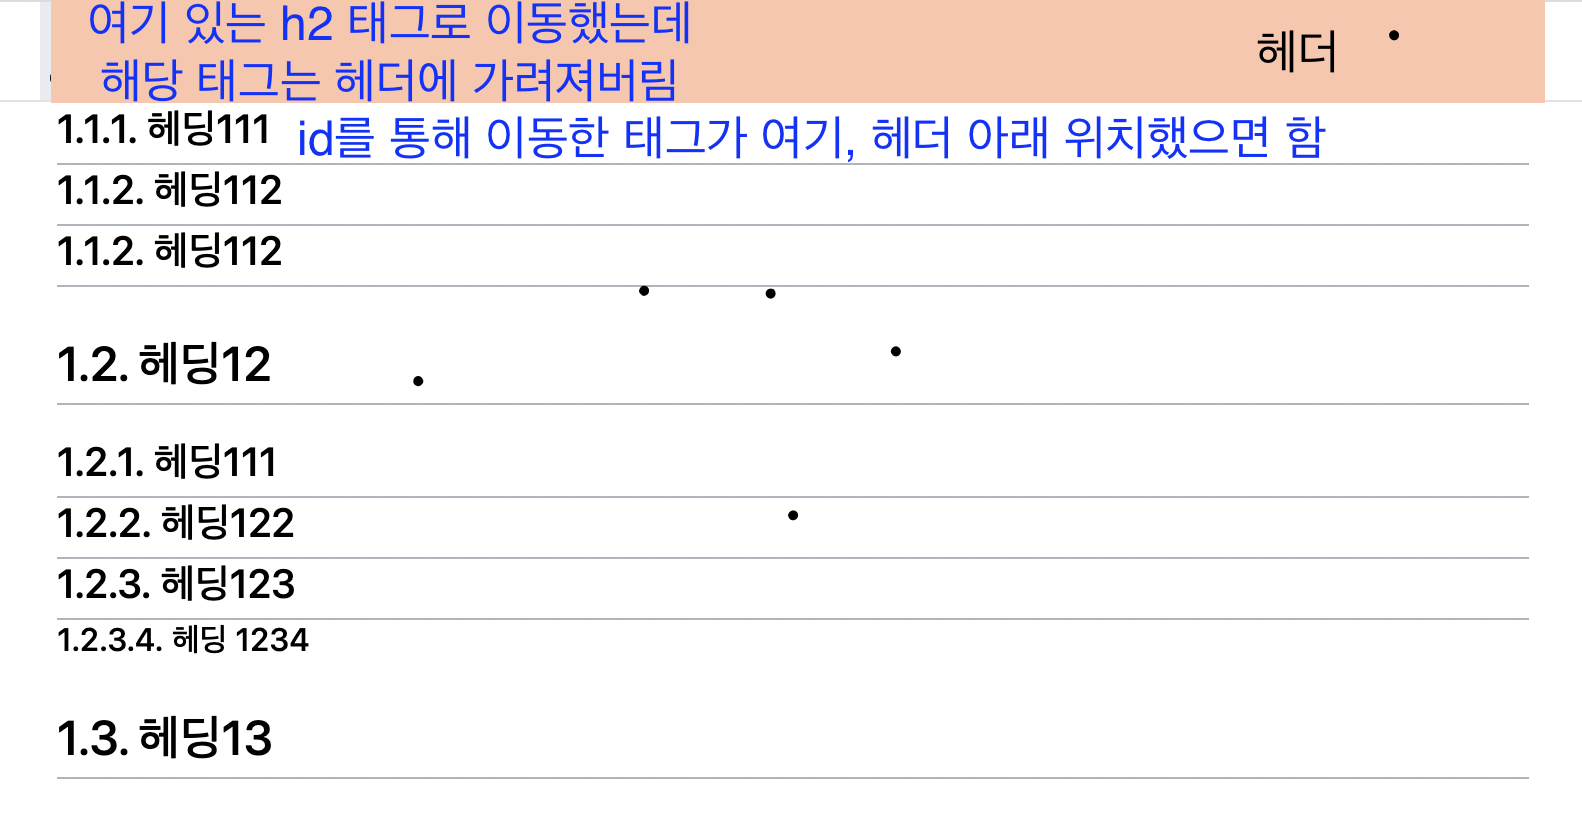 여기 있는 h2 태그로 이동했는데
해당 태그는 헤더에 가려져버림
헤더
1.1.1. 헤딩111
id를 통해 이동한 태그가 여기, 헤더 아래 위치했으면 함
1.1.2. 헤딩112
1.1.2. 헤딩112
1.2. 헤딩12
1.2.1. 헤딩111
1.2.2. 헤딩122
1.2.3. 헤딩123
1.2.3.4. 헤딩 1234
1.3. 헤딩13